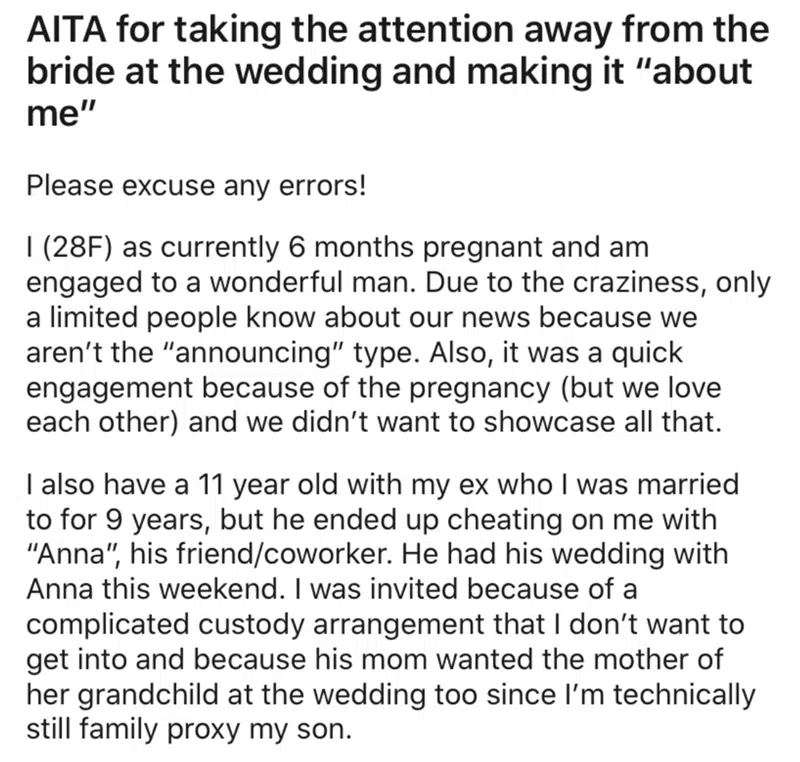 AITA for taking the attention away from the
bride at the wedding and making it “about
me”
Please excuse any errors!
I (28F) as currently 6 months pregnant and am
engaged to a wonderful man. Due to the craziness, only
a limited people know about our news because we
aren’t the “announcing” type. Also, it was a quick
engagement because of the pregnancy (but we love
each other) and we didn’t want to showcase all that.
I also have a 11 year old with my ex who I was married
to for 9 years, but he ended up cheating on me with
“Anna”, his friend/coworker. He had his wedding with
Anna this weekend. I was invited because of a
complicated custody arrangement that I don’t want to
get into and because his mom wanted the mother of
her grandchild at the wedding too since I’m technically
still family proxy my son.